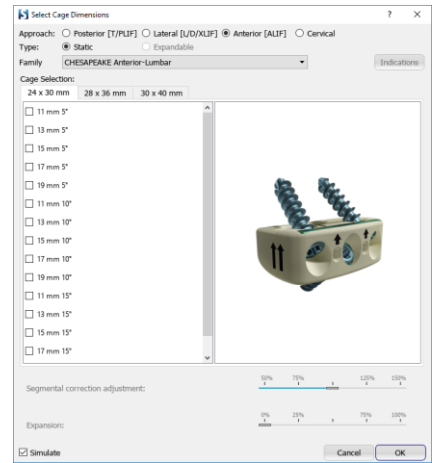 Select Cage Dimensions
? ×
Approach: Posterior [T/PLIF] Lateral [L/D/XLIF] Anterior [ALIF] Cervical
Type: Static Expandable
Family CHESAPEAKE Anterior-Lumbar Indications
Cage Selection:
24 x 30 mm 28 x 36 mm 30 x 40 mm
11 mm 5°
13 mm 5°
15 mm 5°
17 mm 5°
19 mm 5°
11 mm 10°
13 mm 10°
15 mm 10°
17 mm 10°
19 mm 10°
11 mm 15°
13 mm 15°
15 mm 15°
17 mm 15°
50% 75% 125% 150%
Segmental correction adjustment:
0% 25% 75% 100%
Expansion:
Simulate Cancel OK